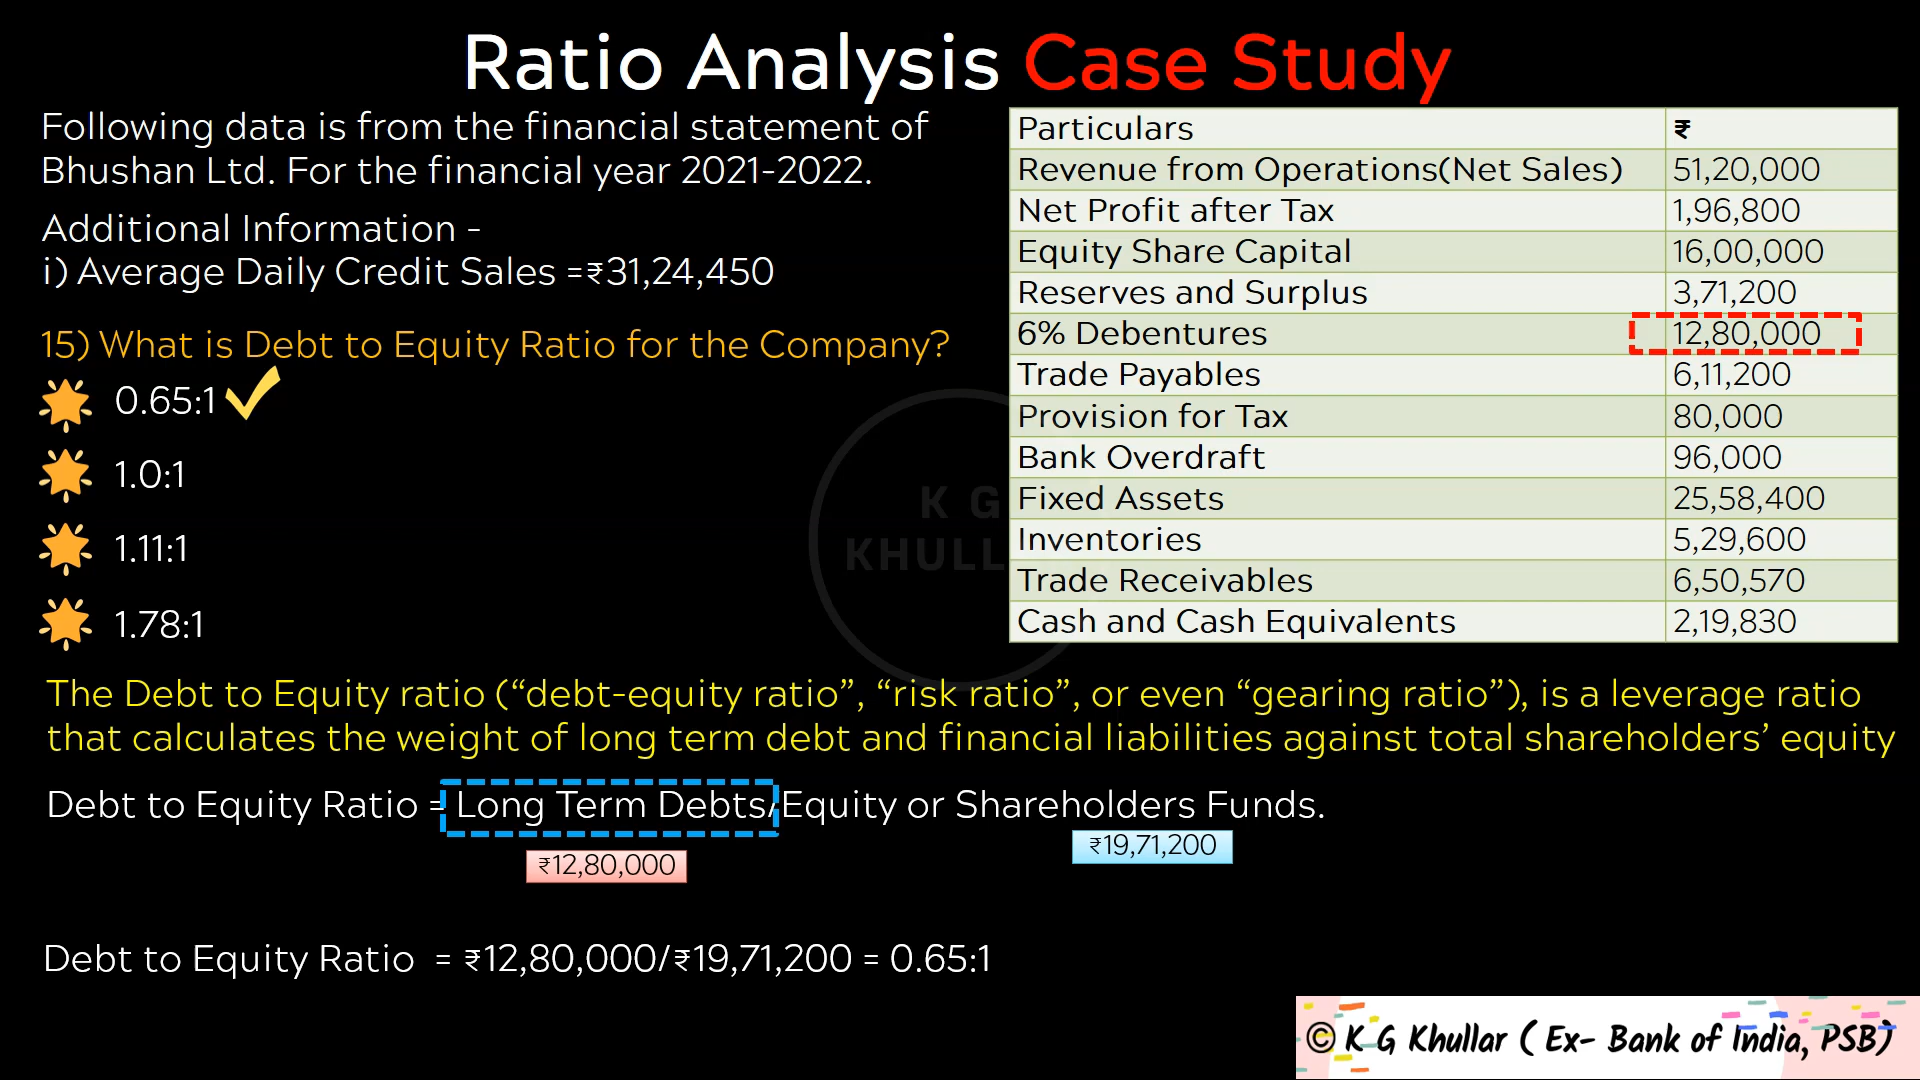 Ratio Analysis Case Study
Following data is from the financial statement of
Bhushan Ltd. For the financial year 2021-2022.
Additional Information -
i) Average Daily Credit Sales =₹31,24,450
15) What is Debt to Equity Ratio for the Company?
0.65:1
1.0:1
1.11:1
1.78:1
Particulars ₹
Revenue from Operations(Net Sales) 51,20,000
Net Profit after Tax 1,96,800
Equity Share Capital 16,00,000
Reserves and Surplus 3,71,200
6% Debentures 12,80,000
Trade Payables 6,11,200
Provision for Tax 80,000
Bank Overdraft 96,000
Fixed Assets 25,58,400
Inventories 5,29,600
Trade Receivables 6,50,570
Cash and Cash Equivalents 2,19,830
K G
KHULL
The Debt to Equity ratio (“debt-equity ratio”, “risk ratio”, or even “gearing ratio”), is a leverage ratio
that calculates the weight of long term debt and financial liabilities against total shareholders’ equity
Debt to Equity Ratio = Long Term Debts/Equity or Shareholders Funds.
₹12,80,000 ₹19,71,200
Debt to Equity Ratio = ₹12,80,000/₹19,71,200 = 0.65:1
© K G Khullar ( Ex- Bank of India, PSB)